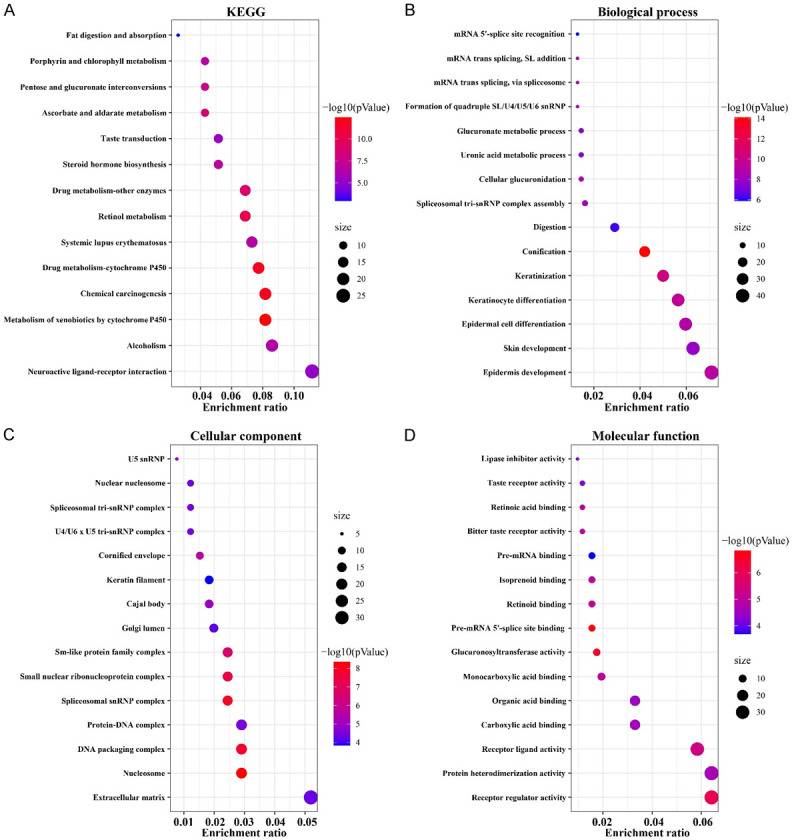 A
KEGG
Fat digestion and absorption
Porphyrin and chlorophyll metabolism
Pentose and glucuronate interconversions
Ascorbate and aldarate metabolism
Taste transduction
Steroid hormone biosynthesis
Drug metabolism-other enzymes
Retinol metabolism
Systemic lupus erythematosus
Drug metabolism-cytochrome P450
Chemical carcinogenesis
Metabolism of xenobiotics by cytochrome P450
Alcoholism
Neuroactive ligand-receptor interaction
0.04 0.06 0.08 0.10
Enrichment ratio
−log10(pValue)
10.0
7.5
5.0
size
10
15
20
25
B
Biological process
mRNA 5'-splice site recognition
mRNA trans splicing, SL addition
mRNA trans splicing, via spliceosome
Formation of quadruple SL/U4/U5/U6 snRNP
Glucuronate metabolic process
Uronic acid metabolic process
Cellular glucuronidation
Spliceosomal tri-snRNP complex assembly
Digestion
Conification
Keratinization
Keratinocyte differentiation
Epidermal cell differentiation
Skin development
Epidermis development
0.02 0.04 0.06
Enrichment ratio
−log10(pValue)
14
12
10
8
6
size
10
20
30
40
C
Cellular component
U5 snRNP
Nuclear nucleosome
Spliceosomal tri-snRNP complex
U4/U6 x U5 tri-snRNP complex
Cornified envelope
Keratin filament
Cajal body
Golgi lumen
Sm-like protein family complex
Small nuclear ribonucleoprotein complex
Spliceosomal snRNP complex
Protein-DNA complex
DNA packaging complex
Nucleosome
Extracellular matrix
0.01 0.02 0.03 0.04 0.05
Enrichment ratio
size
5
10
15
20
25
30
−log10(pValue)
8
7
6
5
4
D
Molecular function
Lipase inhibitor activity
Taste receptor activity
Retinoic acid binding
Bitter taste receptor activity
Pre-mRNA binding
Isoprenoid binding
Retinoid binding
Pre-mRNA 5'-splice site binding
Glucuronosyltransferase activity
Monocarboxylic acid binding
Organic acid binding
Carboxylic acid binding
Receptor ligand activity
Protein heterodimerization activity
Receptor regulator activity
0.02 0.04 0.06
Enrichment ratio
−log10(pValue)
6
5
4
size
10
20
30